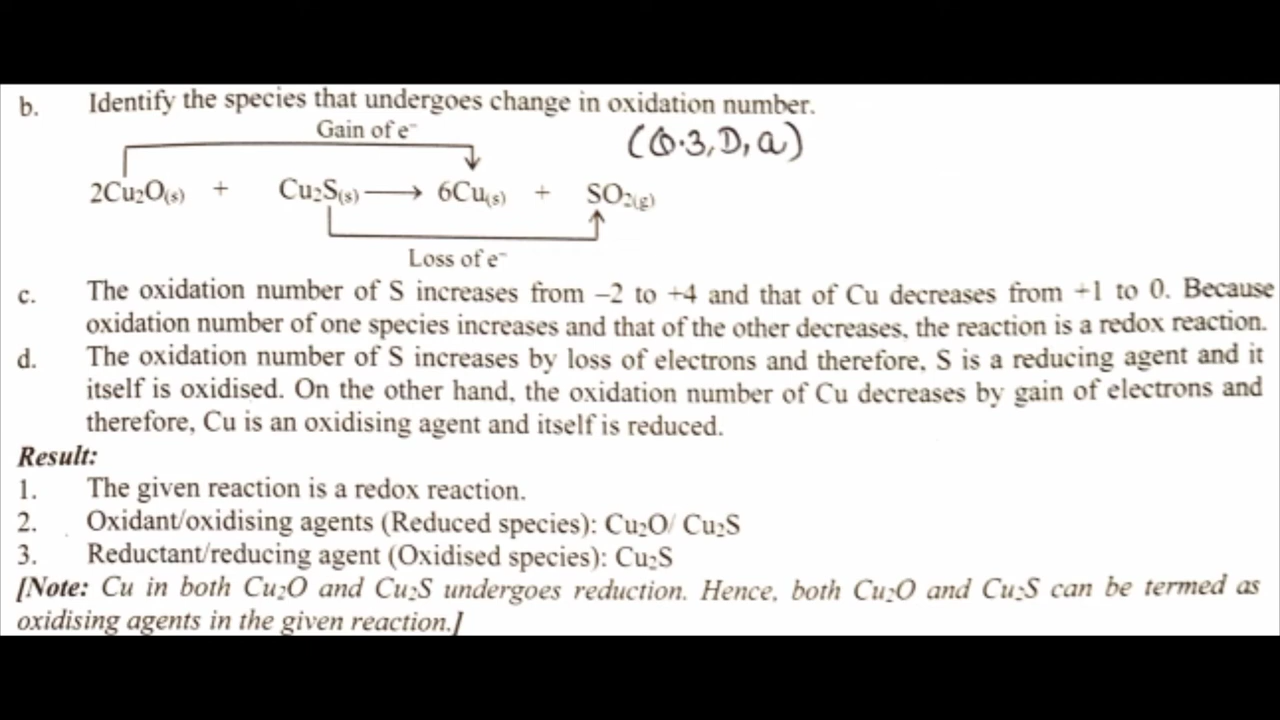 b. Identify the species that undergoes change in oxidation number.
Gain of e⁻
(Q.3, D, a)
2Cu₂O(s) + Cu₂S(s) ⟶ 6Cu(s) + SO₂(g)
Loss of e⁻
c. The oxidation number of S increases from –2 to +4 and that of Cu decreases from +1 to 0. Because
oxidation number of one species increases and that of the other decreases, the reaction is a redox reaction.
d. The oxidation number of S increases by loss of electrons and therefore, S is a reducing agent and it
itself is oxidised. On the other hand, the oxidation number of Cu decreases by gain of electrons and
therefore, Cu is an oxidising agent and itself is reduced.
Result:
1. The given reaction is a redox reaction.
2. Oxidant/oxidising agents (Reduced species): Cu₂O/ Cu₂S
3. Reductant/reducing agent (Oxidised species): Cu₂S
[Note: Cu in both Cu₂O and Cu₂S undergoes reduction. Hence, both Cu₂O and Cu₂S can be termed as
oxidising agents in the given reaction.]